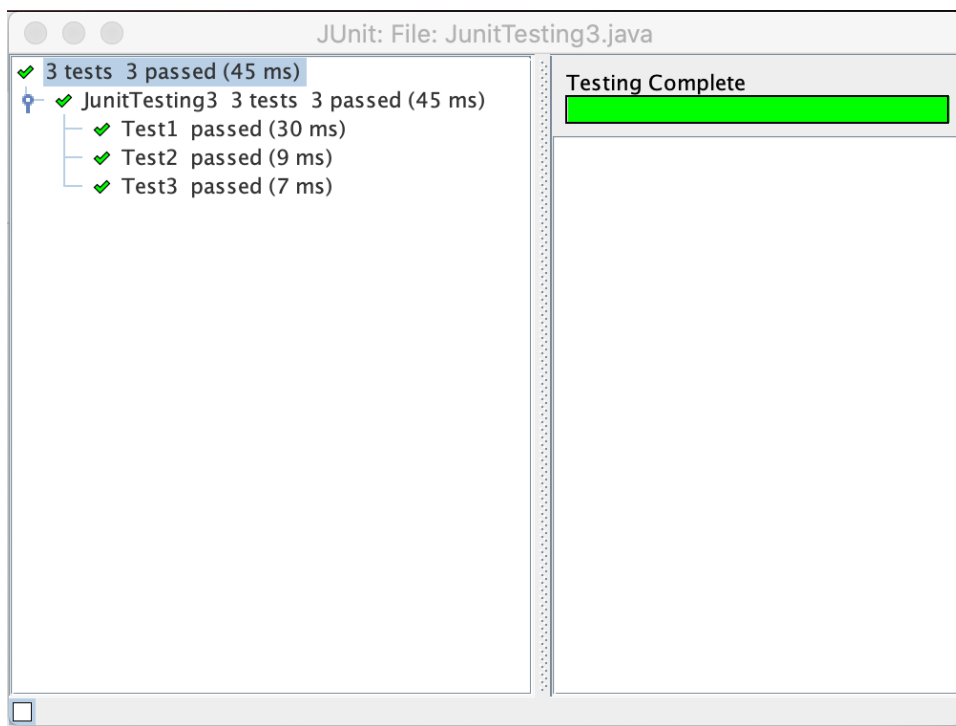 JUnit: File: JunitTesting3.java
3 tests 3 passed (45 ms)
JunitTesting3 3 tests 3 passed (45 ms)
Test1 passed (30 ms)
Test2 passed (9 ms)
Test3 passed (7 ms)
Testing Complete